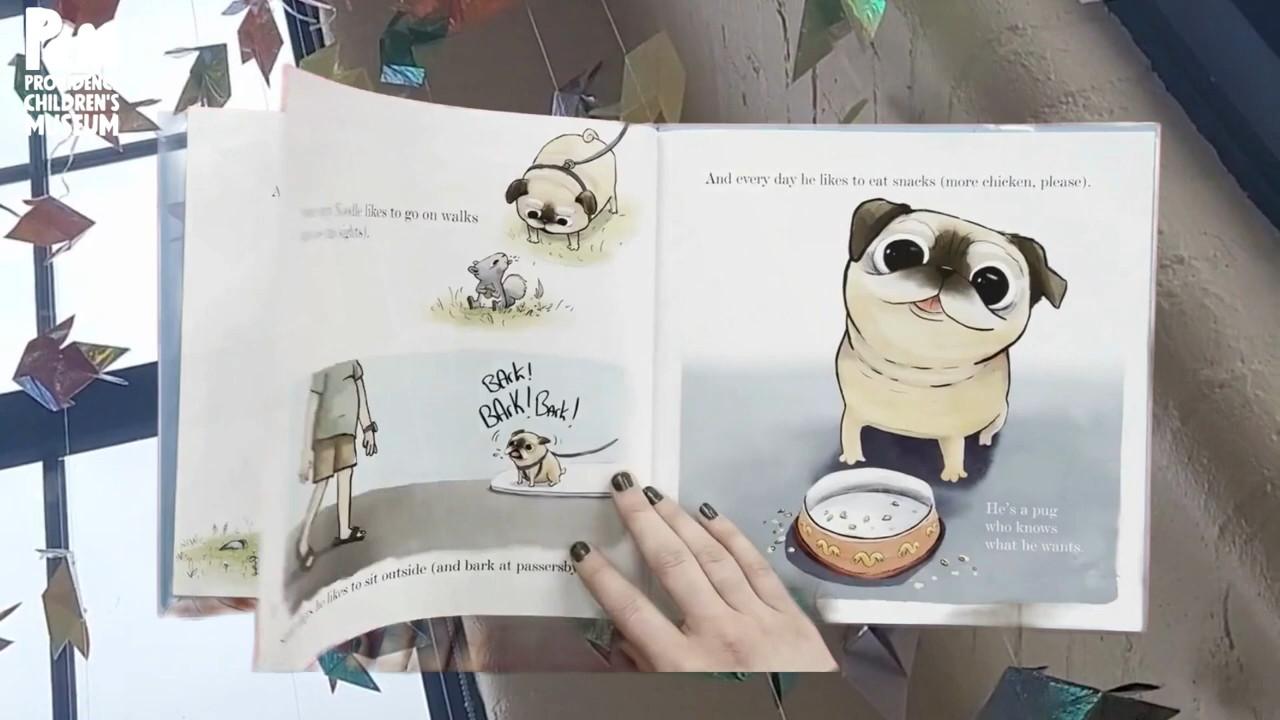 PROVIDENCE
CHILDREN'S
MUSEUM
Noodle likes to go on walks
sights).
BARK!
BARK! BARK!
he likes to sit outside (and bark at passersby
And every day he likes to eat snacks (more chicken, please).
He's a pug
who knows
what he wants.